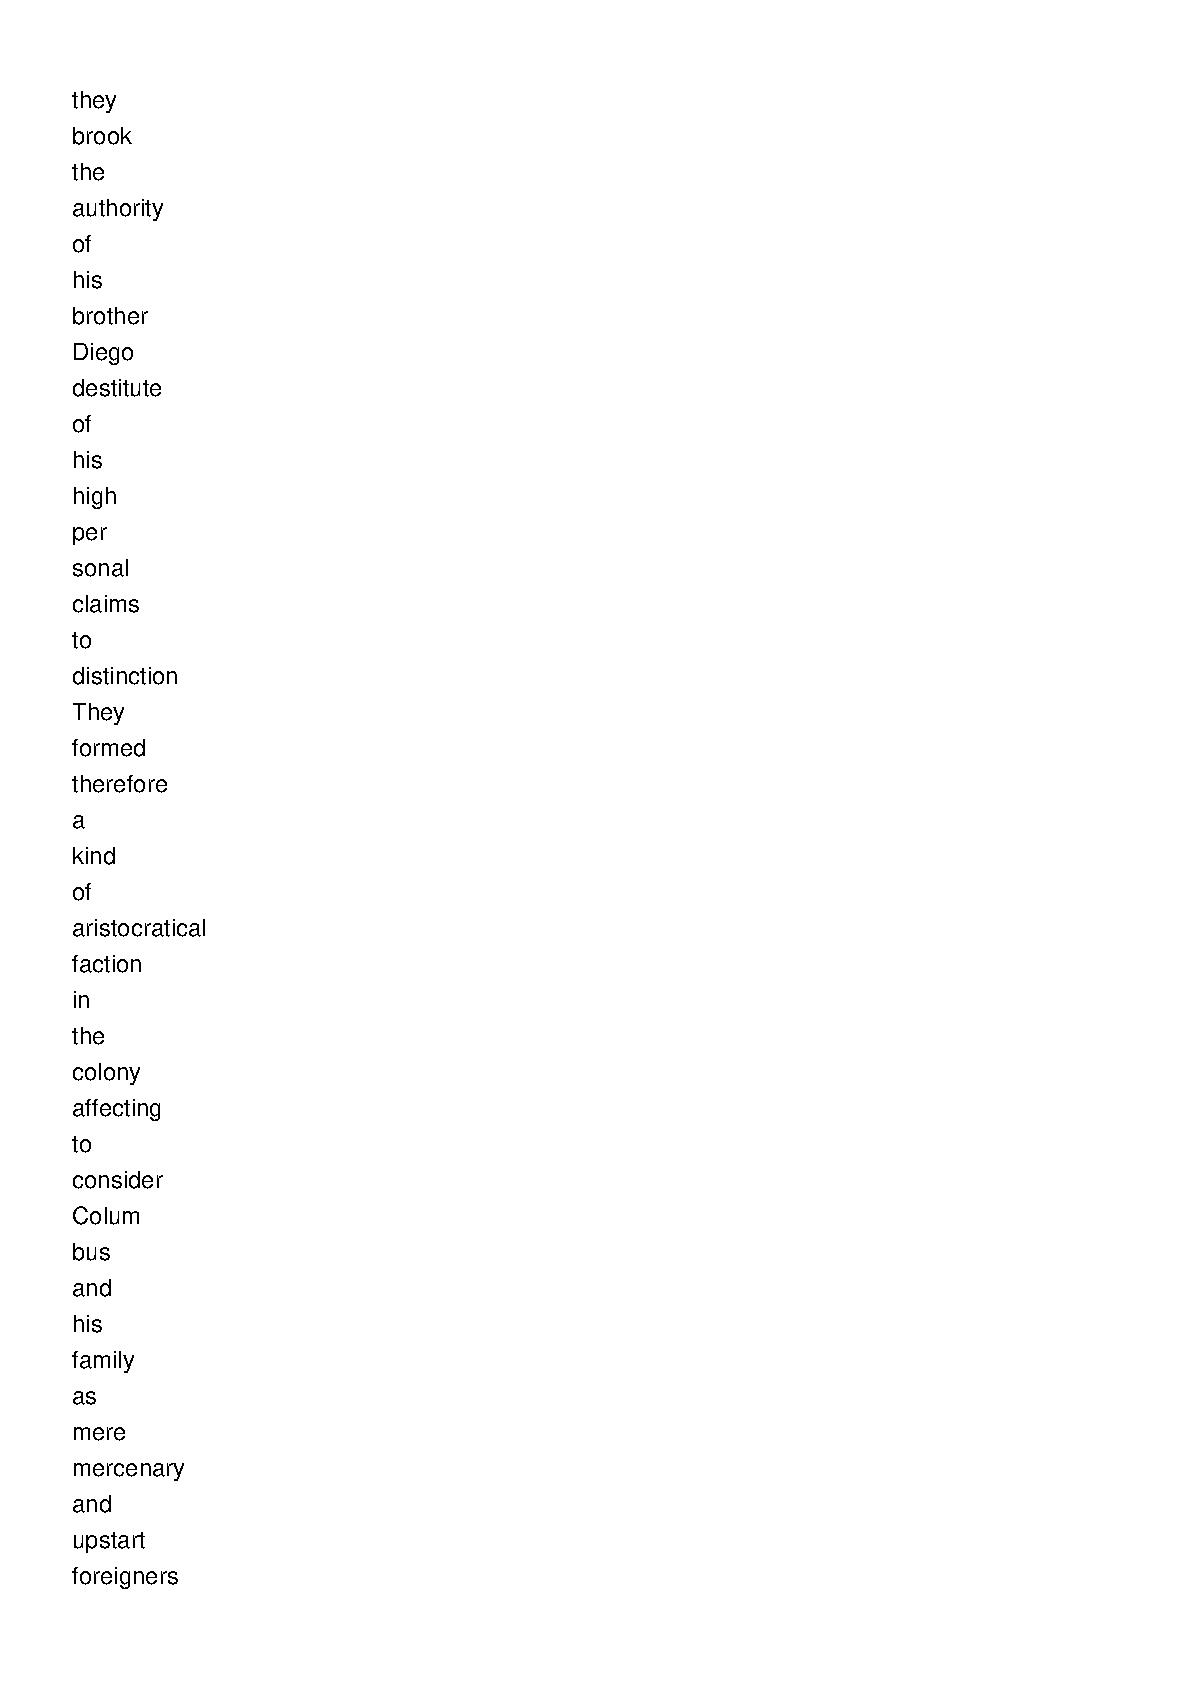 they
brook
the
authority
of
his
brother
Diego
destitute
of
his
high
per
sonal
claims
to
distinction
They
formed
therefore
a
kind
of
aristocratical
faction
in
the
colony
affecting
to
consider
Colum
bus
and
his
family
as
mere
mercenary
and
upstart
foreigners